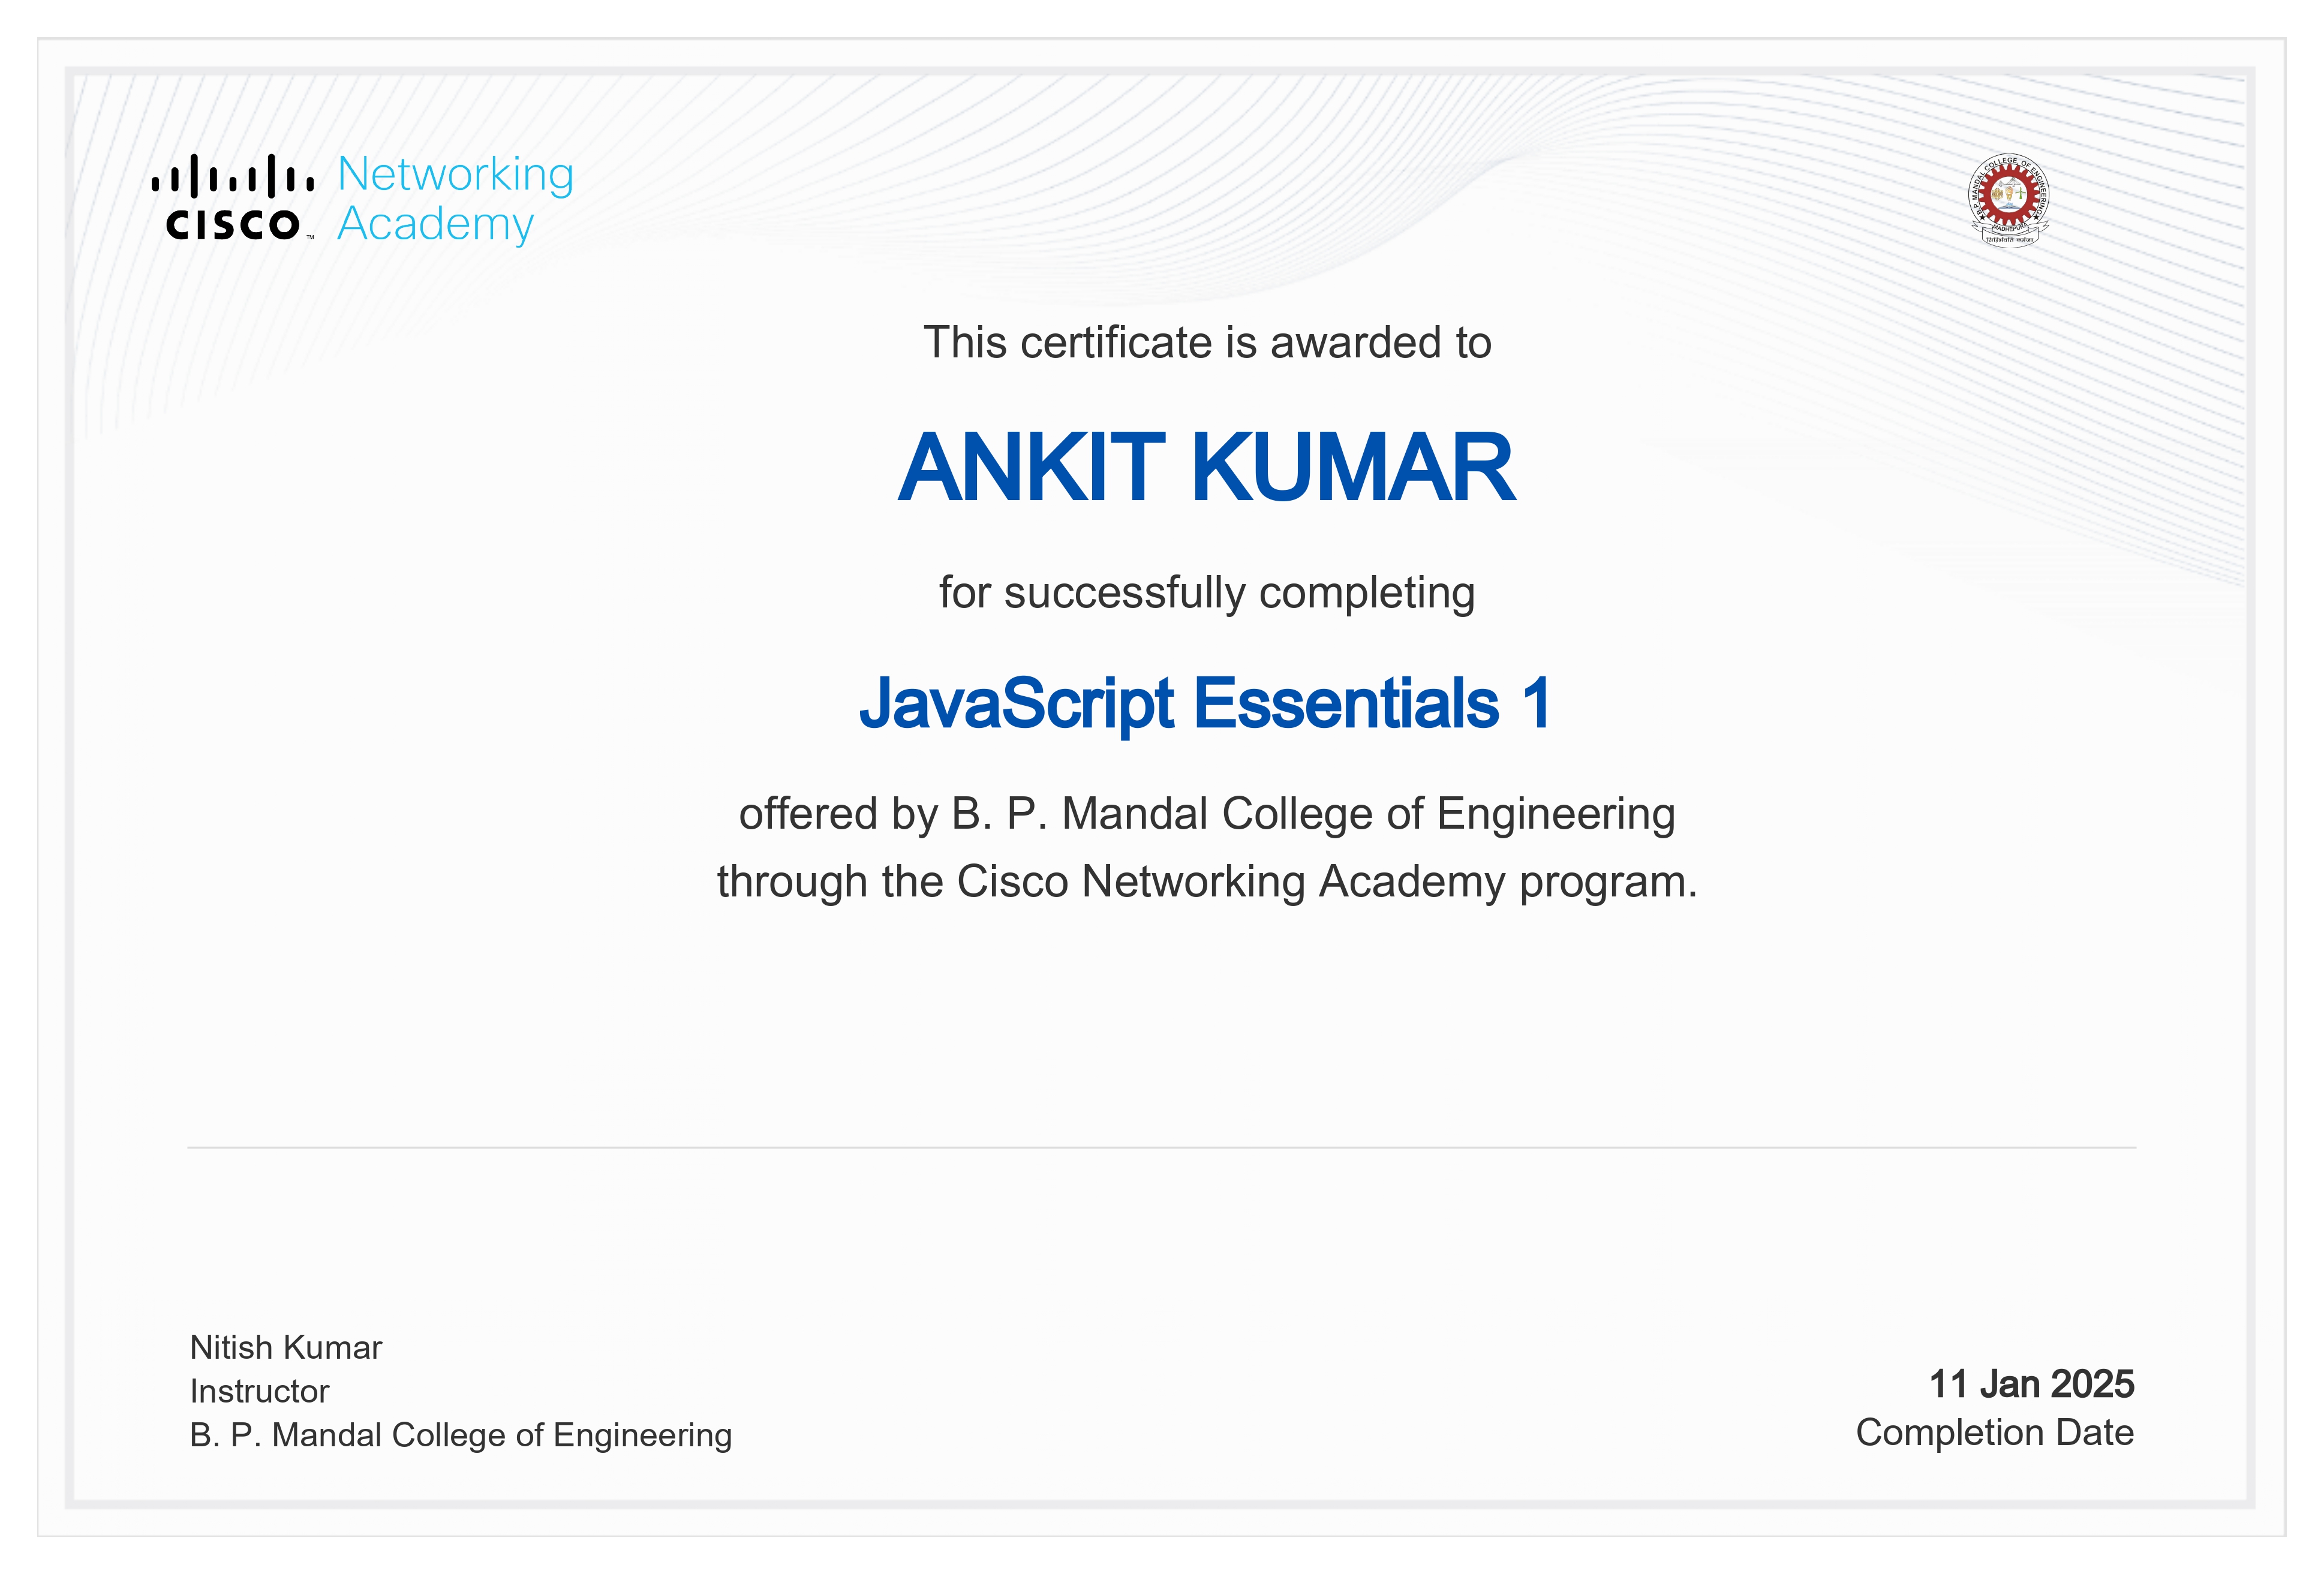 CISCO™
Networking
Academy
B. P. MANDAL COLLEGE OF ENGINEERING
MADHEPURA
This certificate is awarded to
ANKIT KUMAR
for successfully completing
JavaScript Essentials 1
offered by B. P. Mandal College of Engineering
through the Cisco Networking Academy program.
Nitish Kumar
Instructor
B. P. Mandal College of Engineering
11 Jan 2025
Completion Date